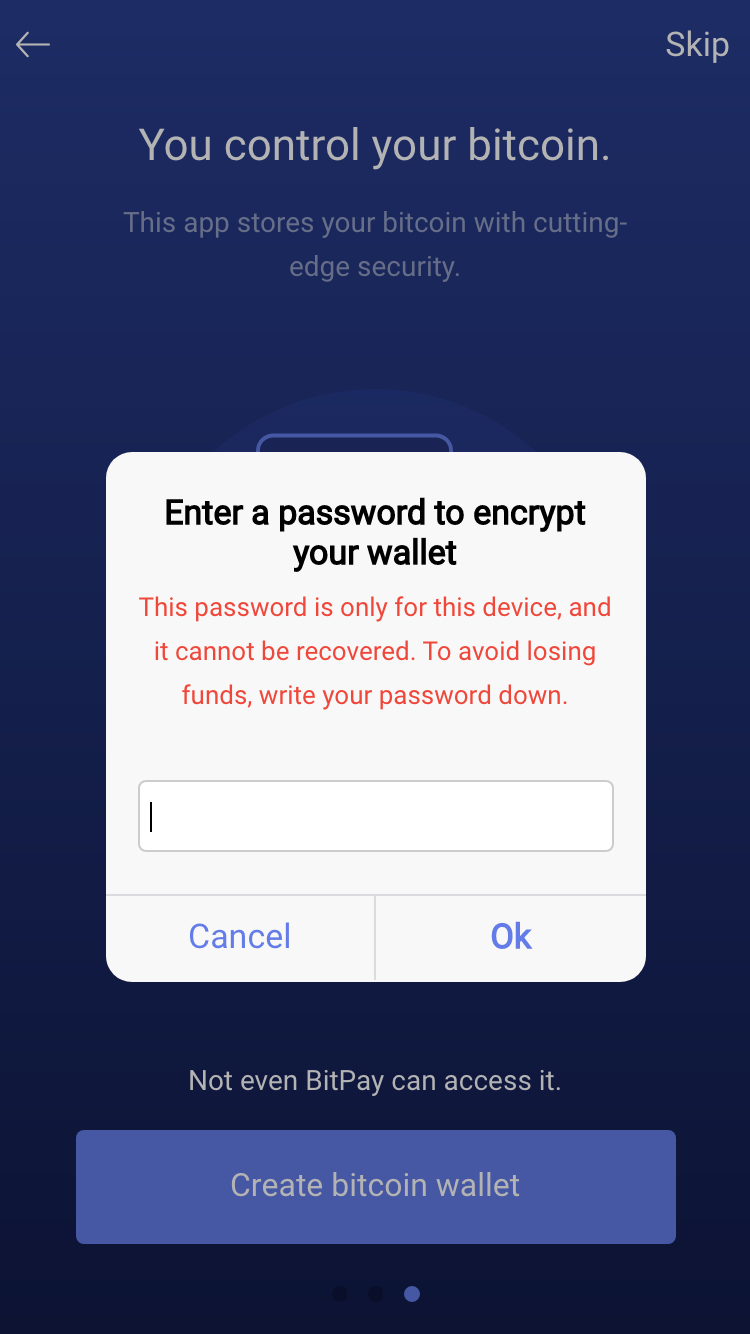 Skip
You control your bitcoin.
This app stores your bitcoin with cutting-
edge security.
Enter a password to encrypt
your wallet
This password is only for this device, and
it cannot be recovered. To avoid losing
funds, write your password down.
Cancel
Ok
Not even BitPay can access it.
Create bitcoin wallet